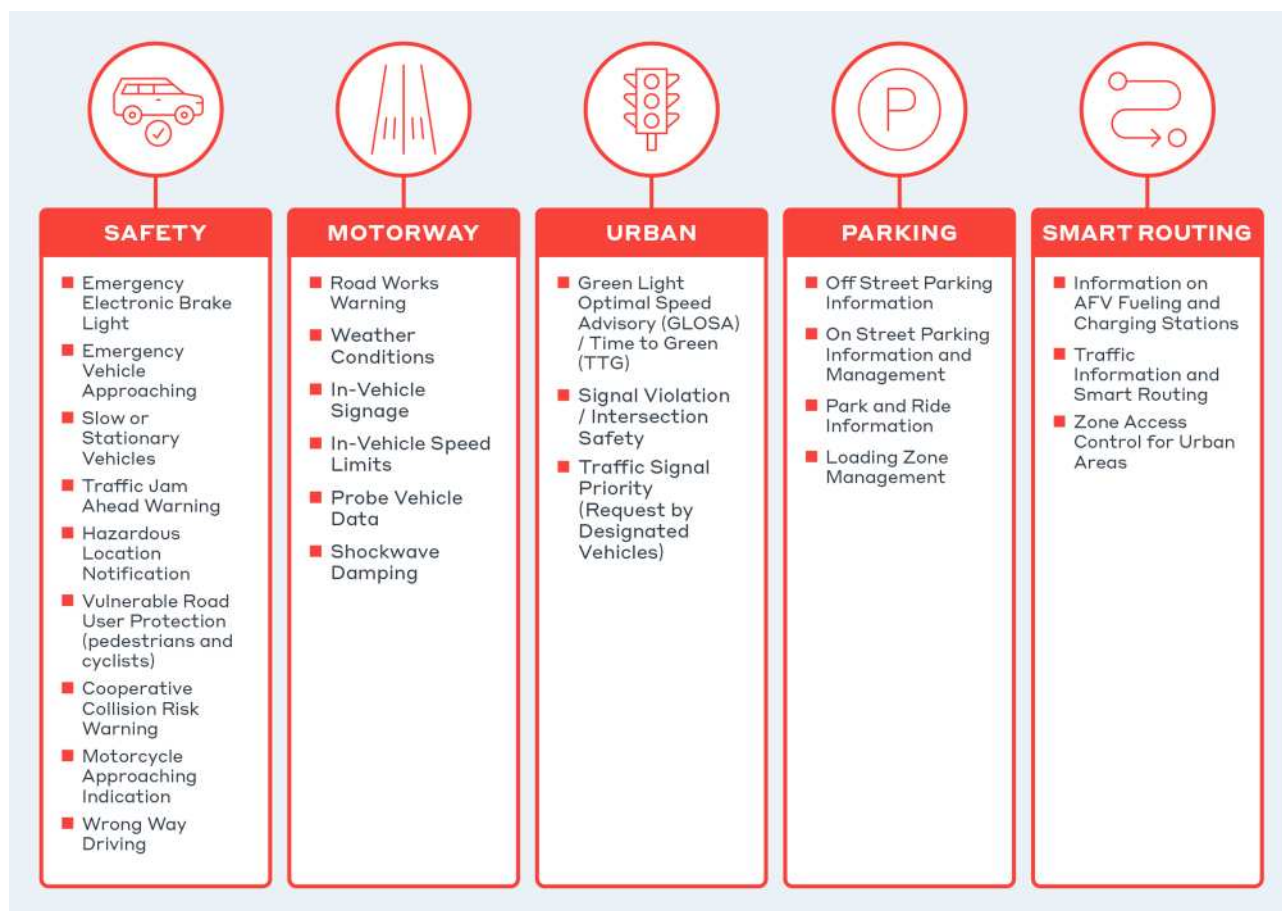 SAFETY
Emergency
Electronic Brake
Light
Emergency
Vehicle
Approaching
Slow or
Stationary
Vehicles
Traffic Jam
Ahead Warning
Hazardous
Location
Notification
Vulnerable Road
User Protection
(pedestrians and
cyclists)
Cooperative
Collision Risk
Warning
Motorcycle
Approaching
Indication
Wrong Way
Driving
MOTORWAY
Road Works
Warning
Weather
Conditions
In-Vehicle
Signage
In-Vehicle Speed
Limits
Probe Vehicle
Data
Shockwave
Damping
URBAN
Green Light
Optimal Speed
Advisory (GLOSA)
/ Time to Green
(TTG)
Signal Violation
/ Intersection
Safety
Traffic Signal
Priority
(Request by
Designated
Vehicles)
P
PARKING
Off Street Parking
Information
On Street Parking
Information and
Management
Park and Ride
Information
Loading Zone
Management
SMART ROUTING
Information on
AFV Fueling and
Charging Stations
Traffic
Information and
Smart Routing
Zone Access
Control for Urban
Areas